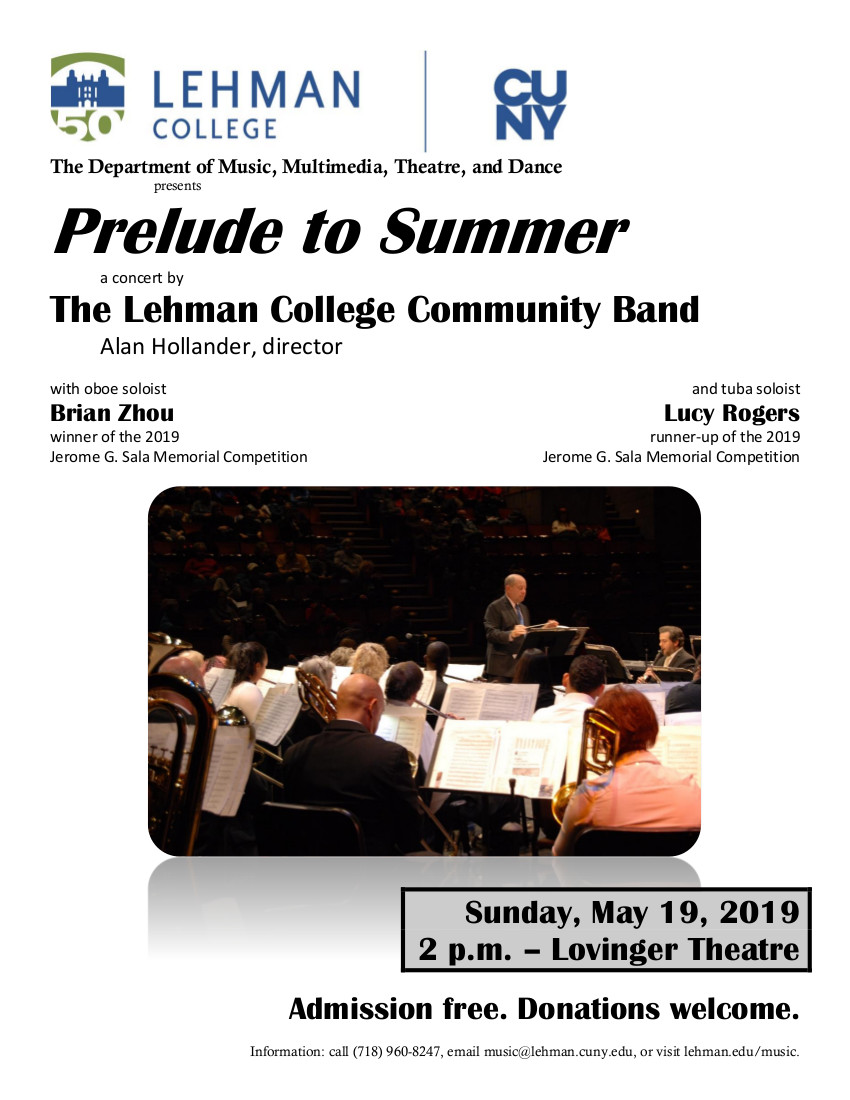 50
LEHMAN
COLLEGE
CU
NY
The Department of Music, Multimedia, Theatre, and Dance
presents
Prelude to Summer
a concert by
The Lehman College Community Band
Alan Hollander, director
with oboe soloist
Brian Zhou
winner of the 2019
Jerome G. Sala Memorial Competition
and tuba soloist
Lucy Rogers
runner-up of the 2019
Jerome G. Sala Memorial Competition
Sunday, May 19, 2019
2 p.m. – Lovinger Theatre
Admission free. Donations welcome.
Information: call (718) 960-8247, email music@lehman.cuny.edu, or visit lehman.edu/music.